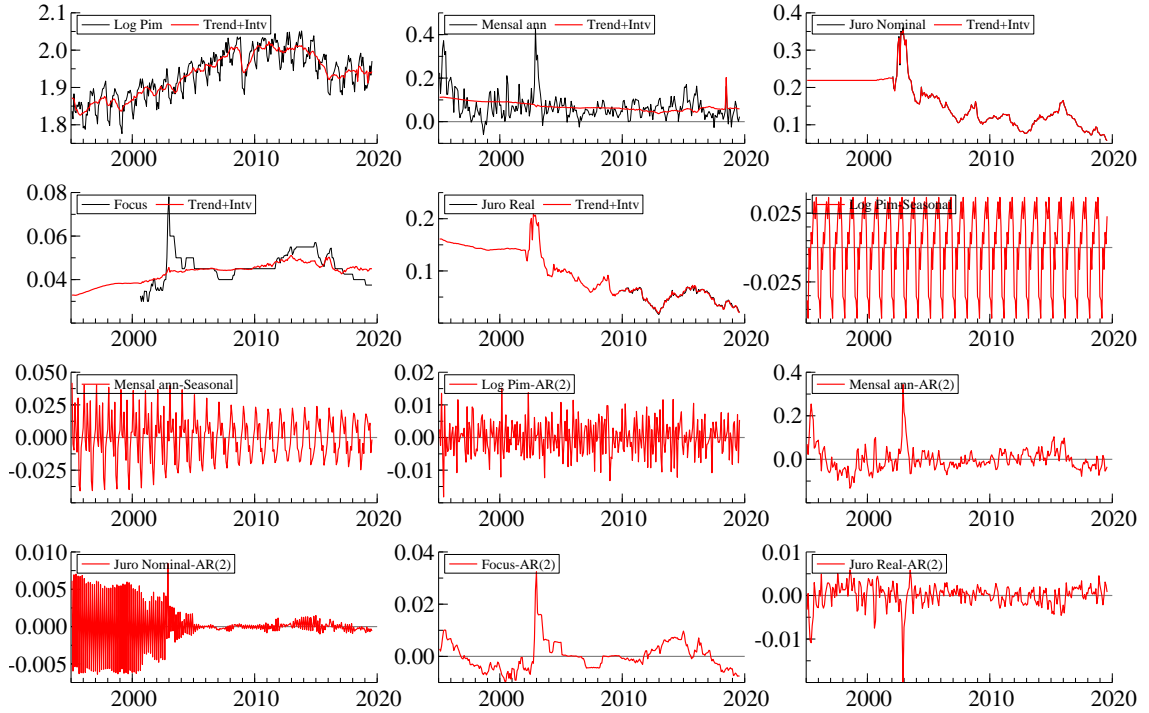 Log Pim Trend+Intv
2.1
2.0
1.9
1.8
2000 2010 2020
Mensal ann Trend+Intv
0.4
0.2
0.0
2000 2010 2020
Juro Nominal Trend+Intv
0.4
0.3
0.2
0.1
2000 2010 2020
Focus Trend+Intv
0.08
0.06
0.04
2000 2010 2020
Juro Real Trend+Intv
0.2
0.1
2000 2010 2020
Log Pim-Seasonal
0.025
-0.025
2000 2010 2020
Mensal ann-Seasonal
0.050
0.025
0.000
-0.025
2000 2010 2020
Log Pim-AR(2)
0.02
0.01
0.00
-0.01
2000 2010 2020
Mensal ann-AR(2)
0.4
0.2
0.0
2000 2010 2020
Juro Nominal-AR(2)
0.010
0.005
0.000
-0.005
2000 2010 2020
Focus-AR(2)
0.04
0.02
0.00
2000 2010 2020
Juro Real-AR(2)
0.01
0.00
-0.01
2000 2010 2020